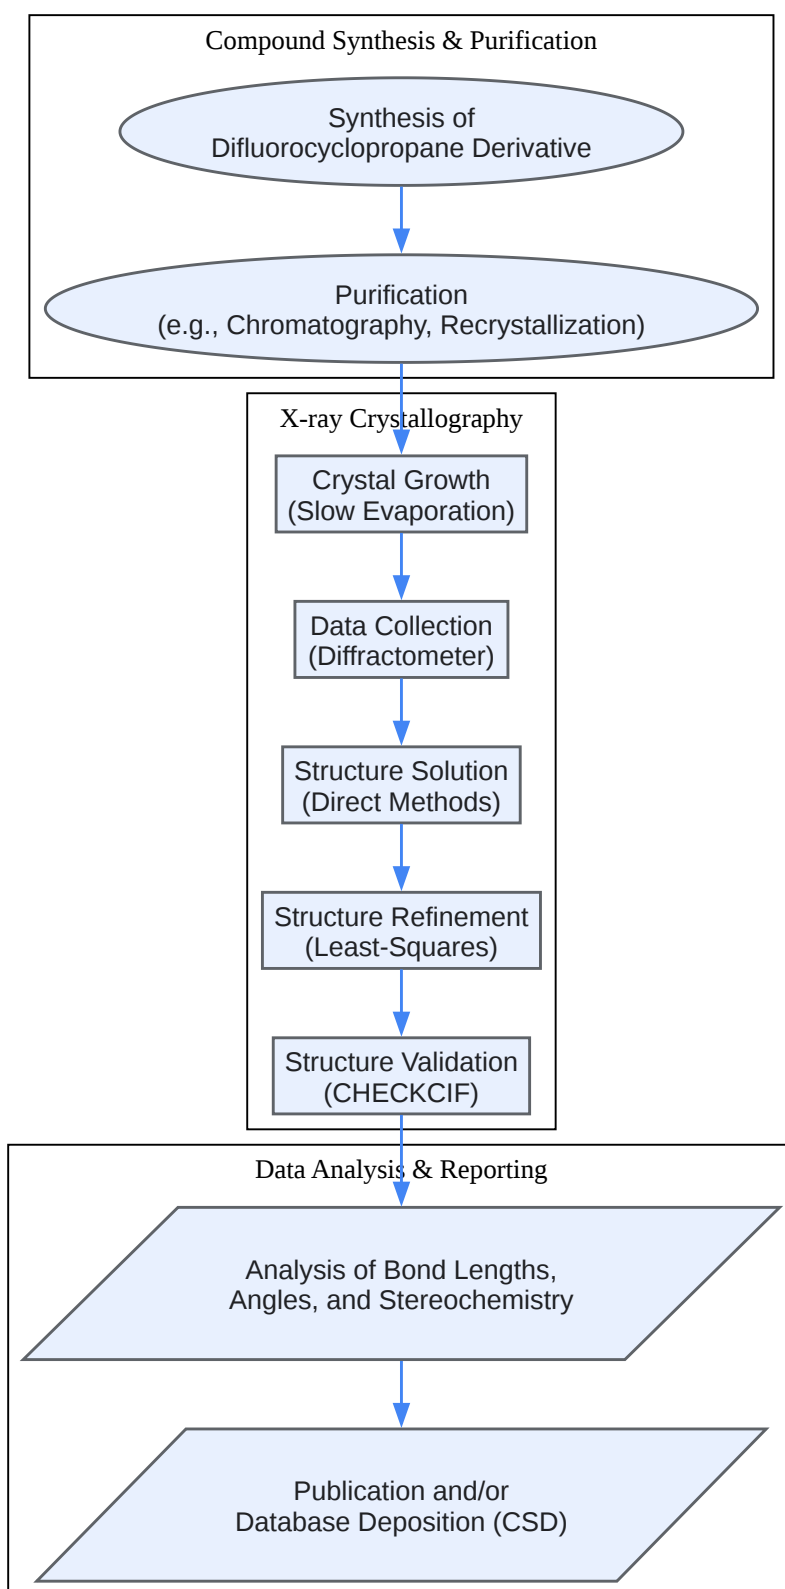 Compound Synthesis & Purification
Synthesis of
Difluorocyclopropane Derivative
Purification
(e.g., Chromatography, Recrystallization)
X-ray Crystallography
Crystal Growth
(Slow Evaporation)
Data Collection
(Diffractometer)
Structure Solution
(Direct Methods)
Structure Refinement
(Least-Squares)
Structure Validation
(CHECKCIF)
Data Analysis & Reporting
Analysis of Bond Lengths,
Angles, and Stereochemistry
Publication and/or
Database Deposition (CSD)